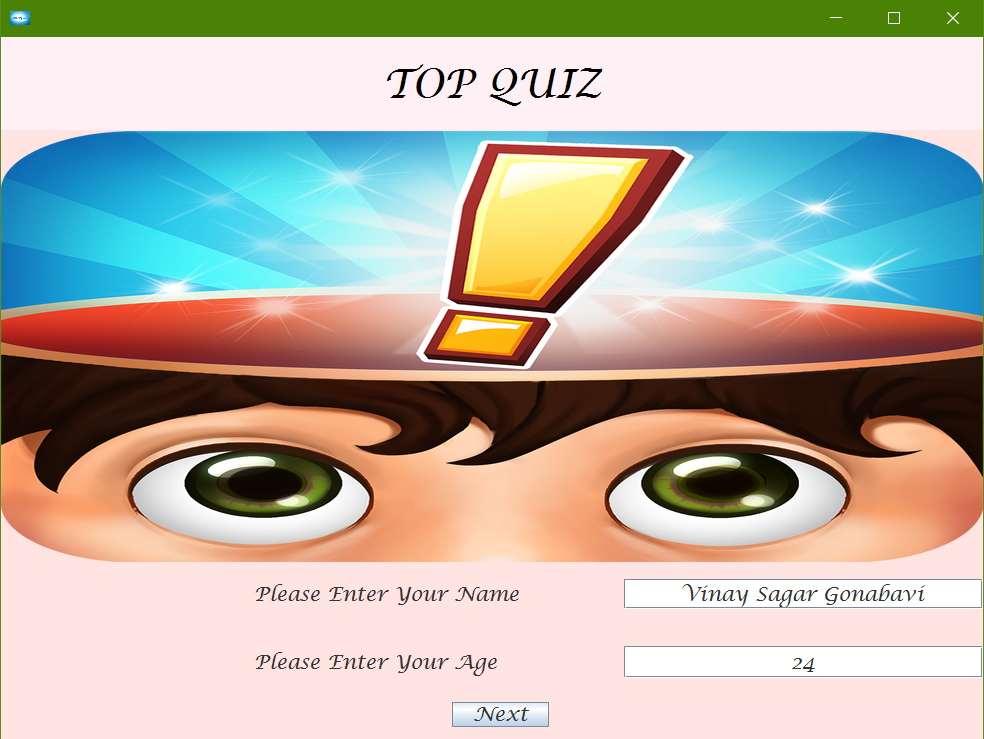 TOP QUIZ
Please Enter Your Name
Vinay Sagar Gonabavi
Please Enter Your Age
24
Next